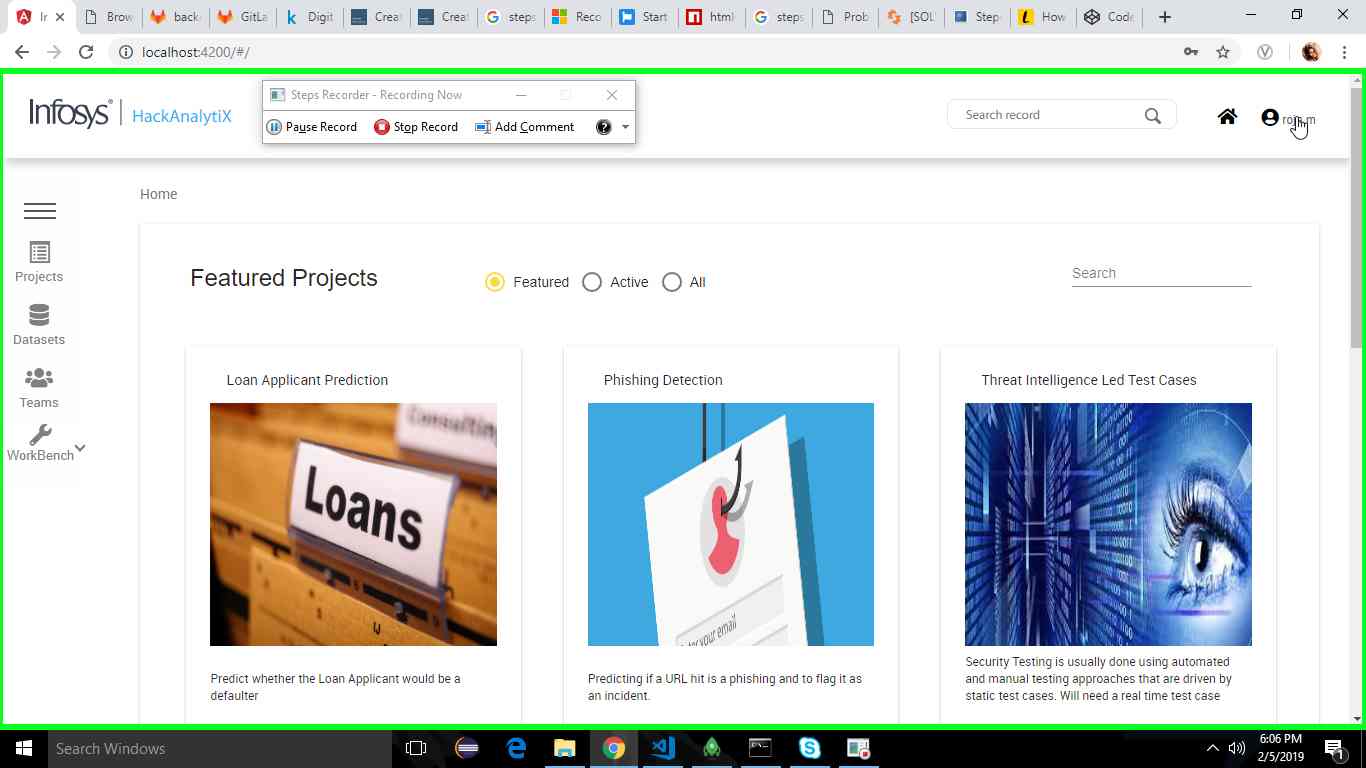 Ir
Brow
back
GitLa
Digit
Creat
Creat
steps
Reco
Start
html
steps
Prob
[SOL
Step
How
Code
localhost:4200/#/
Infosys | HackAnalytiX
Steps Recorder - Recording Now
Pause Record Stop Record Add Comment
Search record
Home
Projects
Datasets
Teams
WorkBench
Featured Projects
Featured Active All
Search
Loan Applicant Prediction
Loans
Predict whether the Loan Applicant would be a
defaulter
Phishing Detection
your email
Predicting if a URL hit is a phishing and to flag it as
an incident.
Threat Intelligence Led Test Cases
Security Testing is usually done using automated
and manual testing approaches that are driven by
static test cases. Will need a real time test case
Search Windows
6:06 PM
2/5/2019
1